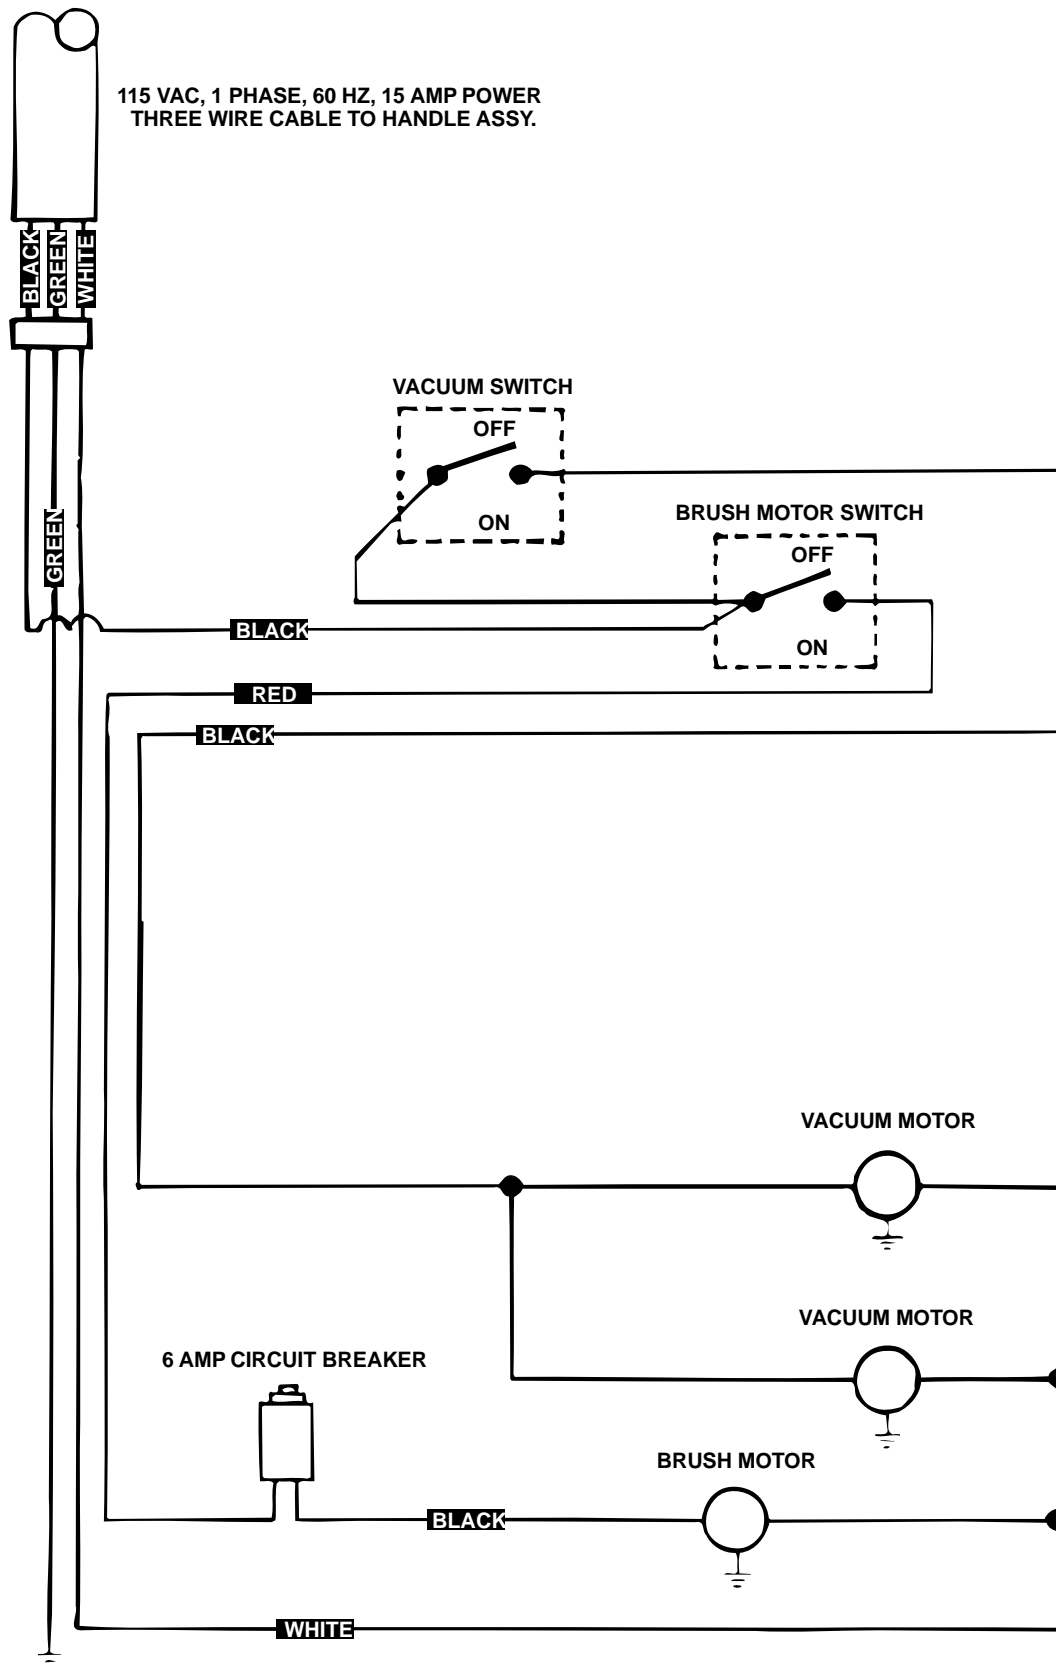 115 VAC, 1 PHASE, 60 HZ, 15 AMP POWER
THREE WIRE CABLE TO HANDLE ASSY.
BLACK
GREEN
WHITE
VACUUM SWITCH
OFF
ON
BRUSH MOTOR SWITCH
OFF
ON
GREEN
BLACK
RED
BLACK
VACUUM MOTOR
VACUUM MOTOR
6 AMP CIRCUIT BREAKER
BRUSH MOTOR
BLACK
WHITE